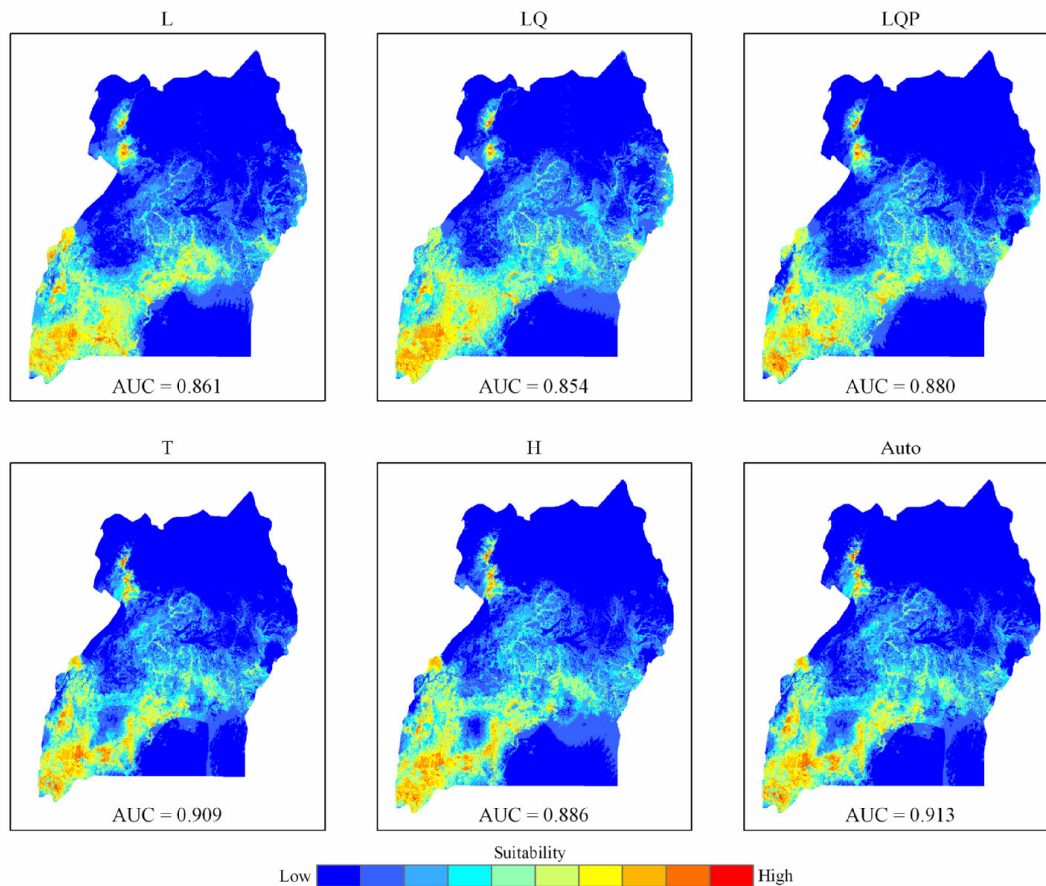 L LQ LQP
AUC = 0.861 AUC = 0.854 AUC = 0.880
T H Auto
AUC = 0.909 AUC = 0.886 AUC = 0.913
Suitability
Low High